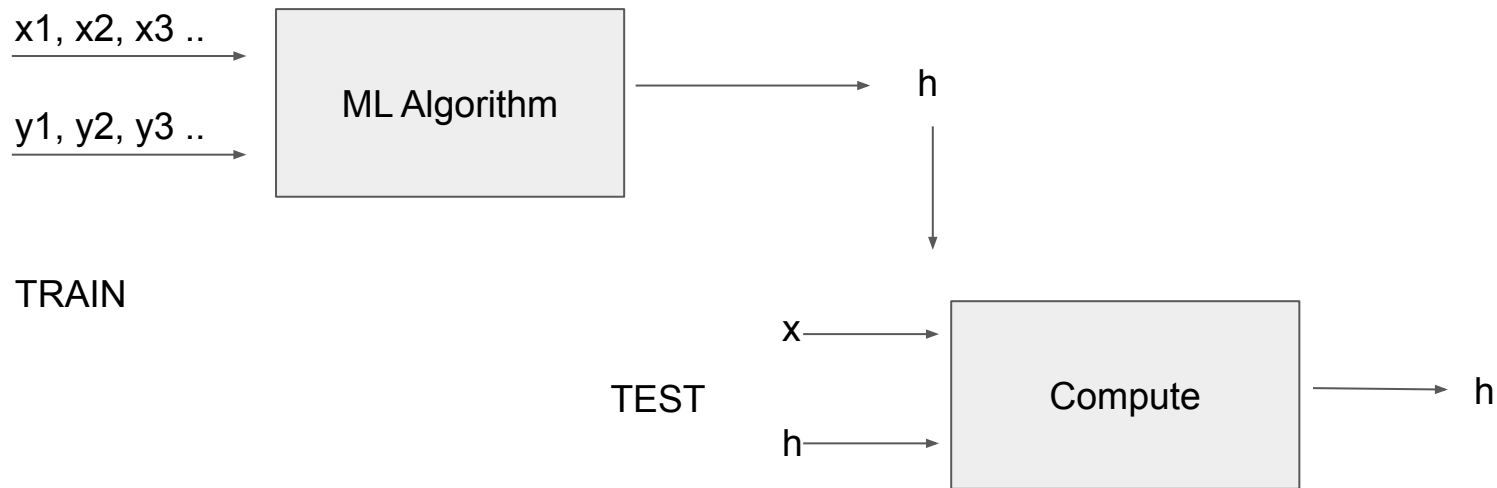 x1, x2, x3 ..
y1, y2, y3 ..
ML Algorithm
h
TRAIN
x
TEST
h
Compute
h